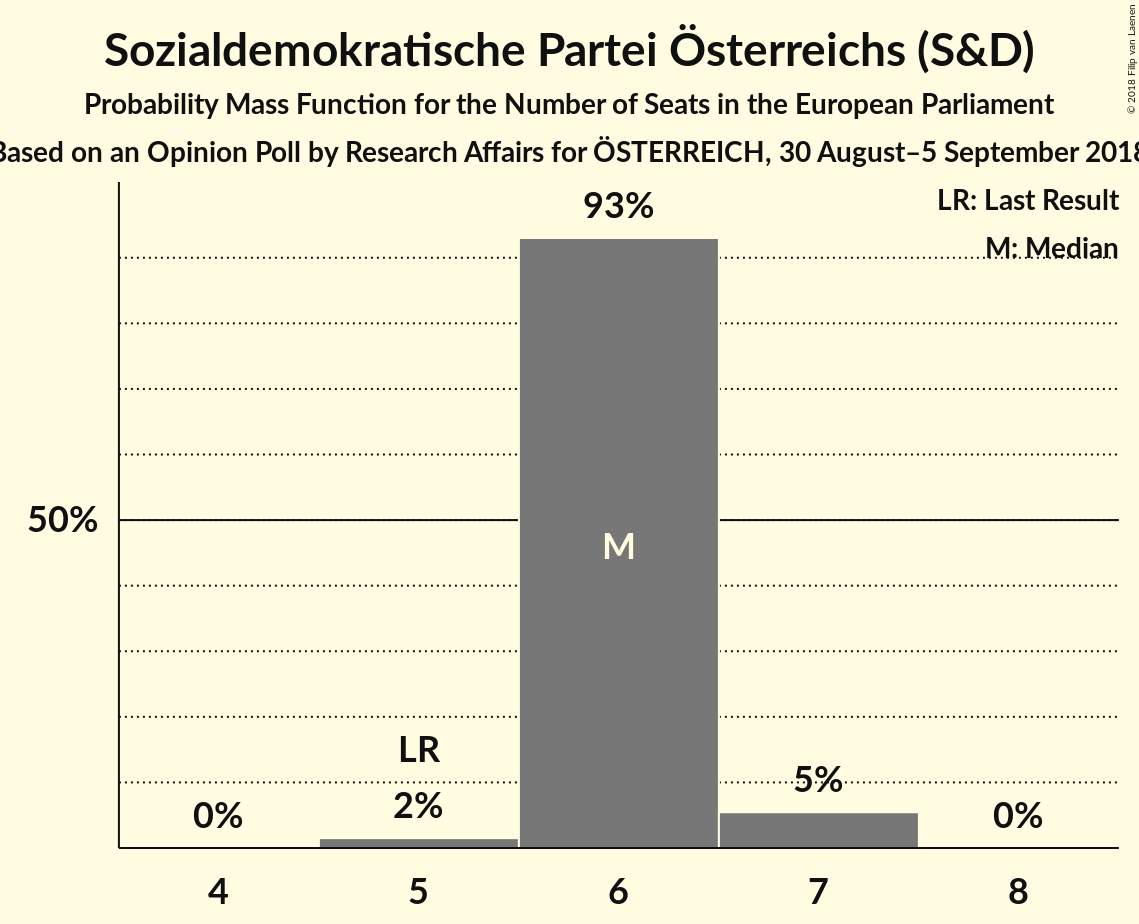 Sozialdemokratische Partei Österreichs (S&D)
Probability Mass Function for the Number of Seats in the European Parliament
Based on an Opinion Poll by Research Affairs for ÖSTERREICH, 30 August–5 September 2018
© 2018 Filip van Laenen
LR: Last Result
M: Median
93%
50%
M
LR
0%
2%
5%
0%
4 5 6 7 8